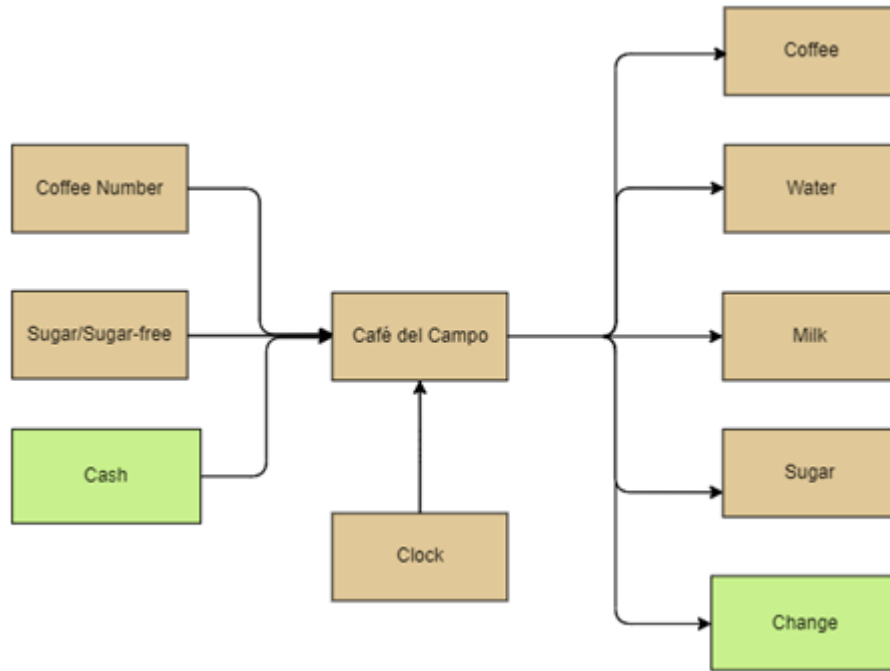 Coffee
Coffee Number
Water
Sugar/Sugar-free
Café del Campo
Milk
Cash
Sugar
Clock
Change